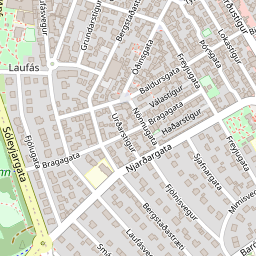 Grundarstígur
Bergstaðastræti
Óðinsgata
Þórsgata
Lokastígur
Laufás
Freyjugata
Baldursgata
Válastígur
Bragagata
Nönnugata
Haðarstígur
Urðarstígur
Sóleyjargata
Fjólugata
Bragagata
Njarðargata
Sjafnargata
Freyjugata
Fjölnisvegur
Bergstaðastræti
Laufásvegur
Mímisvegur